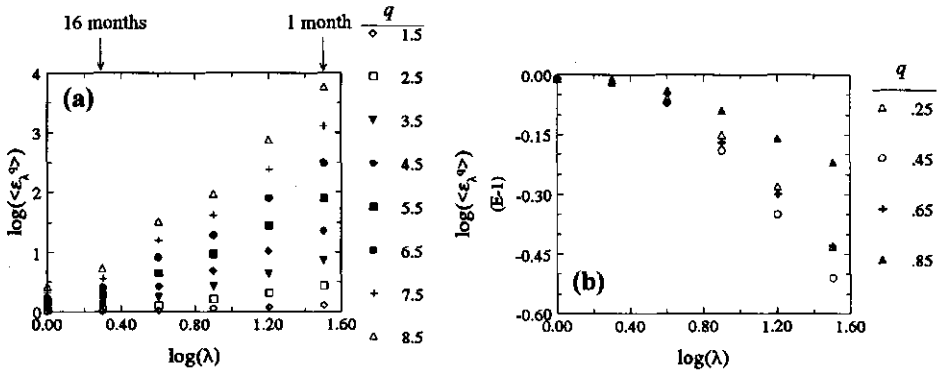 16 months
1 month
q
1.5
2.5
3.5
4.5
5.5
6.5
7.5
8.5
(a)
4
3
2
1
0
0.00 0.40 0.80 1.20 1.60
log(<ε_λ^q>)
log(λ)
q
.25
.45
.65
.85
(b)
0.00
-0.15
-0.30
-0.45
-0.60
0.00 0.40 0.80 1.20 1.60
log(<ε_λ^q>)
(E-1)
log(λ)